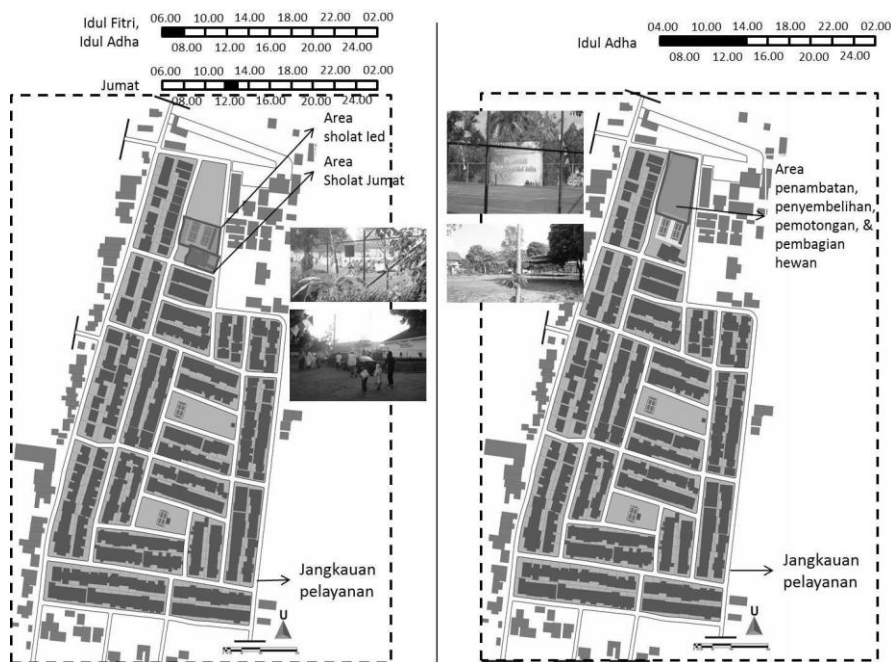 Idul Fitri,
Idul Adha
06.00 10.00 14.00 18.00 22.00 02.00
08.00 12.00 16.00 20.00 24.00
Jumat
06.00 10.00 14.00 18.00 22.00 02.00
08.00 12.00 16.00 20.00 24.00
Area
sholat Ied
Area
Sholat Jumat
Jangkauan
pelayanan
U
Idul Adha
04.00 10.00 14.00 18.00 22.00 02.00
08.00 12.00 16.00 20.00 24.00
Area
penambatan,
penyembelihan,
pemotongan, &
pembagian
hewan
Jangkauan
pelayanan
U